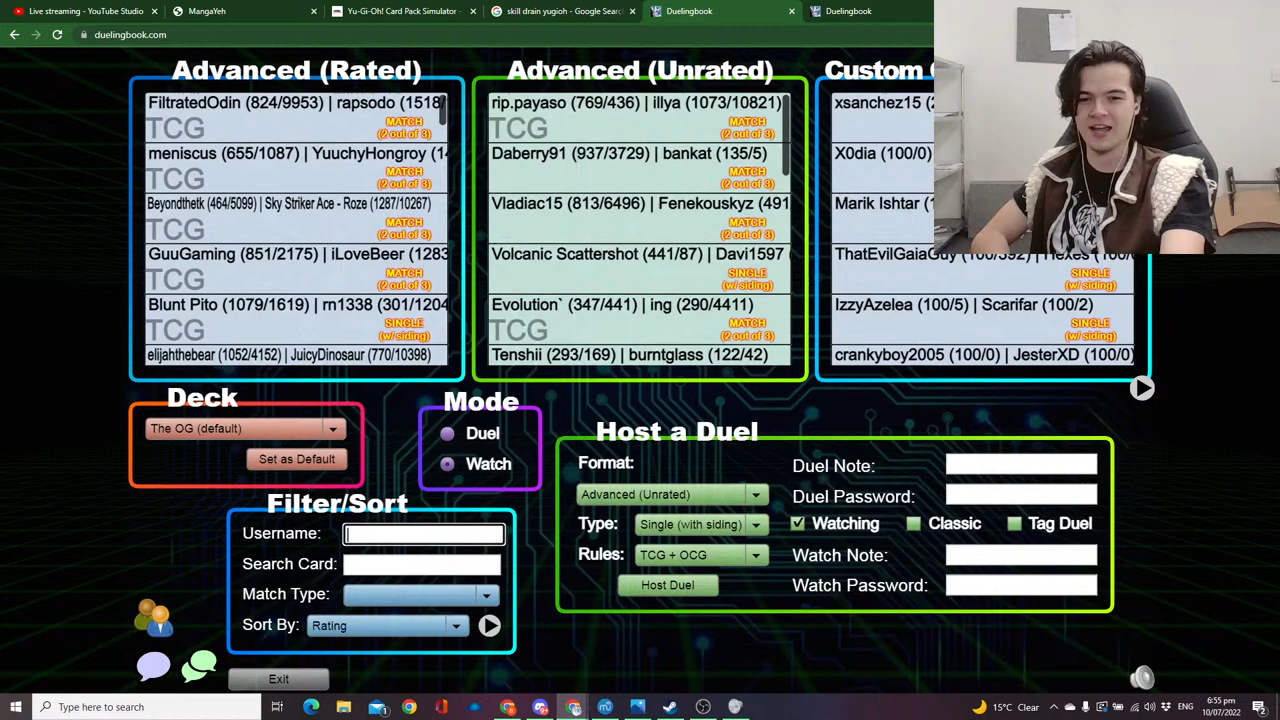 Live streaming - YouTube Studio
MangaYeh
Yu-Gi-Oh! Card Pack Simulator -
skill drain yugioh - Google Search
Duelingbook
Duelingbook
duelingbook.com
Advanced (Rated)
FiltratedOdin (824/9953) | rapsodo (1518/
TCG
MATCH
(2 out of 3)
meniscus (655/1087) | YuuchyHongroy (14
TCG
MATCH
(2 out of 3)
Beyondthetk (464/5099) | Sky Striker Ace - Roze (1287/10267)
TCG
MATCH
(2 out of 3)
GuuGaming (851/2175) | iLoveBeer (1283
TCG
MATCH
(2 out of 3)
Blunt Pito (1079/1619) | rn1338 (301/1204
TCG
SINGLE
(w/ siding)
elijahthebear (1052/4152) | JuicyDinosaur (770/10398)
Advanced (Unrated)
rip.payaso (769/436) | illya (1073/10821)
TCG
MATCH
(2 out of 3)
Daberry91 (937/3729) | bankat (135/5)
MATCH
(2 out of 3)
Vladiac15 (813/6496) | Fenekouskyz (491
MATCH
(2 out of 3)
Volcanic Scattershot (441/87) | Davi1597
SINGLE
(w/ siding)
Evolution` (347/441) | ing (290/4411)
TCG
MATCH
(2 out of 3)
Tenshii (293/169) | burntglass (122/42)
Custom
xsanchez15 (2
X0dia (100/0)
Marik Ishtar (1
ThatEvilGaiaGuy (100/392) | Hexes (100/0
SINGLE
(w/ siding)
IzzyAzelea (100/5) | Scarifar (100/2)
SINGLE
(w/ siding)
crankyboy2005 (100/0) | JesterXD (100/0)
Deck
The OG (default)
Set as Default
Mode
Duel
Watch
Filter/Sort
Username:
Search Card:
Match Type:
Sort By:
Rating
Exit
Host a Duel
Format:
Advanced (Unrated)
Type:
Single (with siding)
Rules:
TCG + OCG
Host Duel
Duel Note:
Duel Password:
Watching
Classic
Tag Duel
Watch Note:
Watch Password:
Type here to search
15°C Clear
6:55 pm
10/07/2022